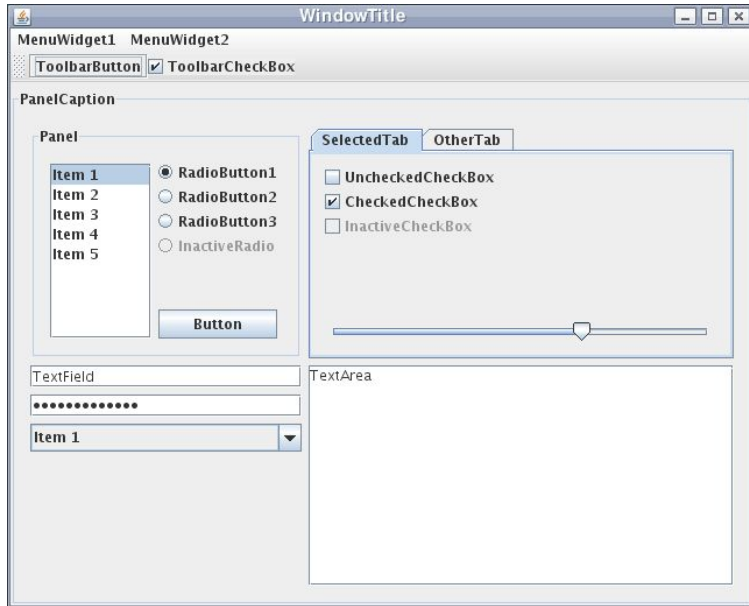 WindowTitle
MenuWidget1 MenuWidget2
ToolbarButton ToolbarCheckBox
PanelCaption
Panel
Item 1
Item 2
Item 3
Item 4
Item 5
RadioButton1
RadioButton2
RadioButton3
InactiveRadio
Button
SelectedTab OtherTab
UncheckedCheckBox
CheckedCheckBox
InactiveCheckBox
TextField
•••••••••••••
Item 1
TextArea